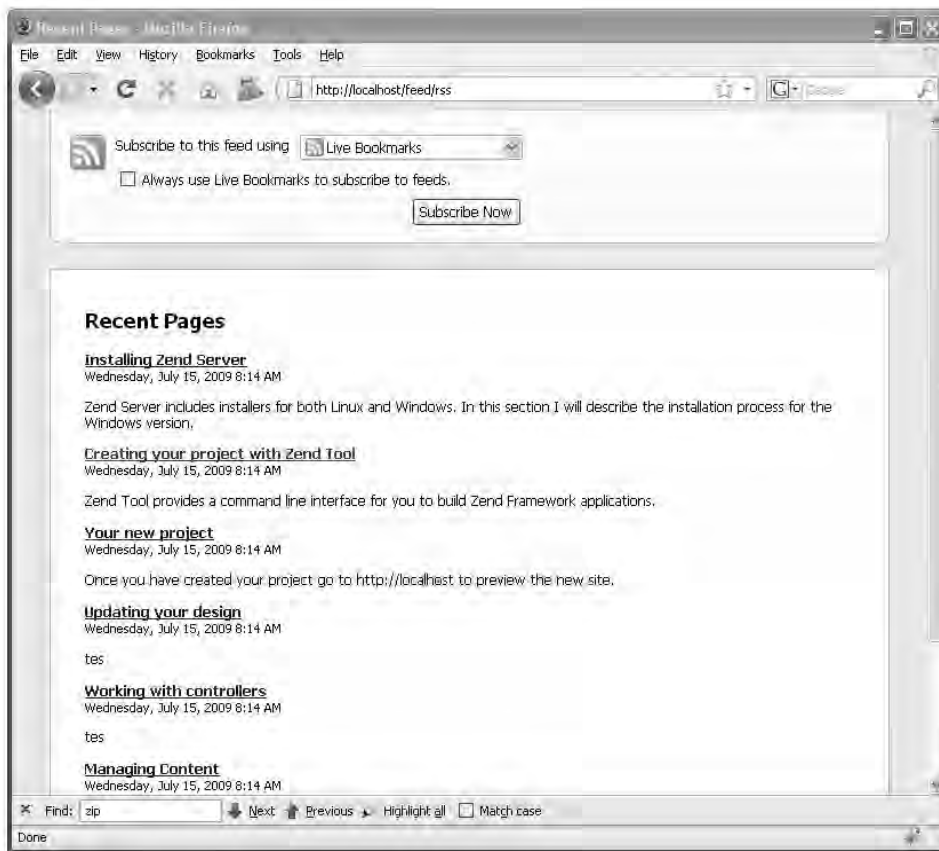 Recent Pages - Mozilla Firefox
File Edit View History Bookmarks Tools Help
http://localhost/feed/rss
G Google
Subscribe to this feed using Live Bookmarks
Always use Live Bookmarks to subscribe to feeds.
Subscribe Now
Recent Pages
Installing Zend Server
Wednesday, July 15, 2009 8:14 AM
Zend Server includes installers for both Linux and Windows. In this section I will describe the installation process for the
Windows version.
Creating your project with Zend Tool
Wednesday, July 15, 2009 8:14 AM
Zend Tool provides a command line interface for you to build Zend Framework applications.
Your new project
Wednesday, July 15, 2009 8:14 AM
Once you have created your project go to http://localhost to preview the new site.
Updating your design
Wednesday, July 15, 2009 8:14 AM
tes
Working with controllers
Wednesday, July 15, 2009 8:14 AM
tes
Managing Content
Wednesday, July 15, 2009 8:14 AM
Find: zip Next Previous Highlight all Match case
Done